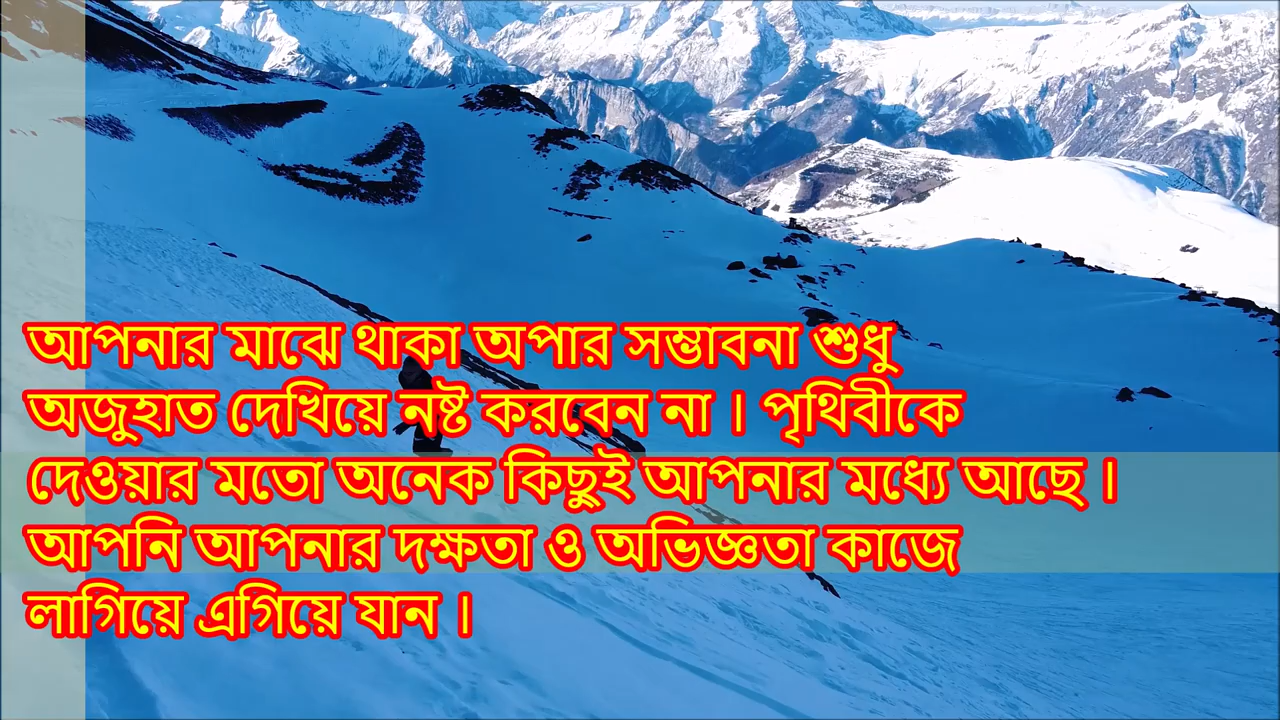 আপনার মাঝে থাকা অপার সম্ভাবনা শুধু
অজুহাত দেখিয়ে নষ্ট করবেন না । পৃথিবীকে
দেওয়ার মতো অনেক কিছুই আপনার মধ্যে আছে ।
আপনি আপনার দক্ষতা ও অভিজ্ঞতা কাজে
লাগিয়ে এগিয়ে যান ।